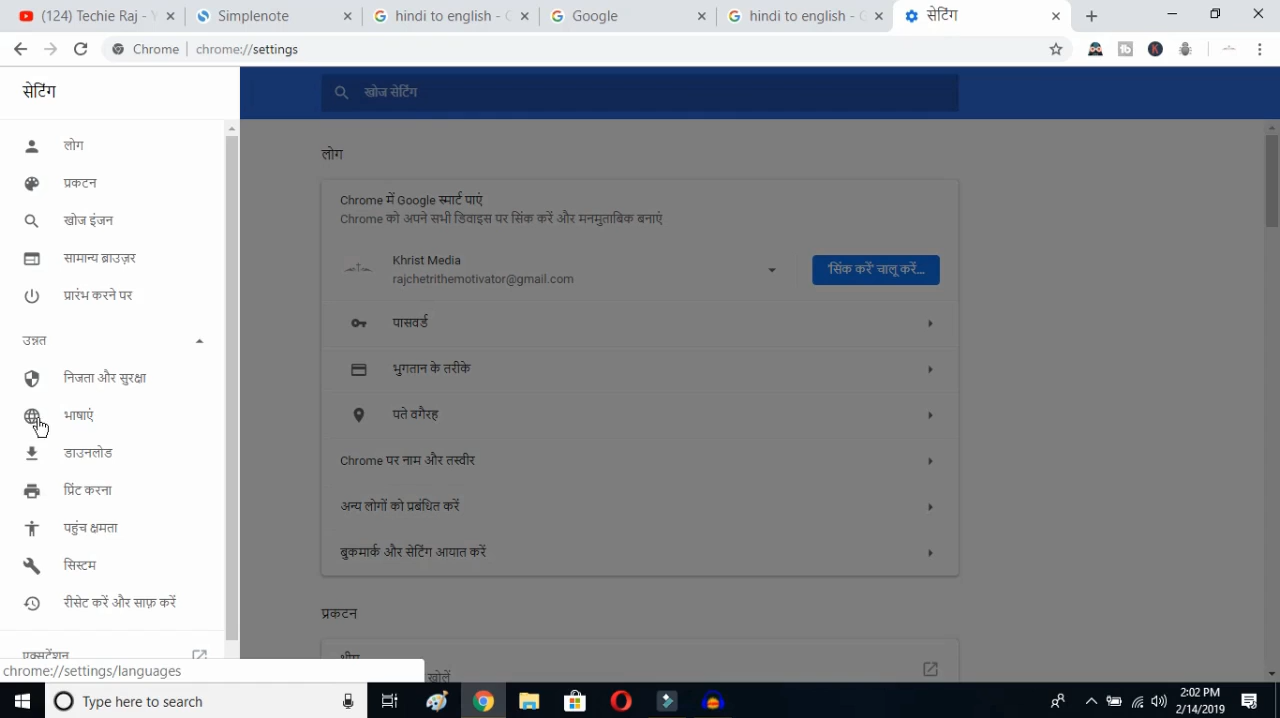 (124) Techie Raj - Y
Simplenote
hindi to english - G
Google
hindi to english - G
सेटिंग
Chrome
chrome://settings
सेटिंग
खोज सेटिंग
लोग
प्रकटन
खोज इंजन
सामान्य ब्राउज़र
प्रारंभ करने पर
उन्नत
निजता और सुरक्षा
भाषाएं
डाउनलोड
प्रिंट करना
पहुंच क्षमता
सिस्टम
रीसेट करें और साफ़ करें
एक्सटेंशन
chrome://settings/languages
लोग
Chrome में Google स्मार्ट पाएं
Chrome को अपने सभी डिवाइस पर सिंक करें और मनमुताबिक बनाएं
Khrist Media
rajchetrithemotivator@gmail.com
'सिंक करें' चालू करें...
पासवर्ड
भुगतान के तरीके
पते वगैरह
Chrome पर नाम और तस्वीर
अन्य लोगों को प्रबंधित करें
बुकमार्क और सेटिंग आयात करें
प्रकटन
थीम
खोलें
Type here to search
2:02 PM
2/14/2019